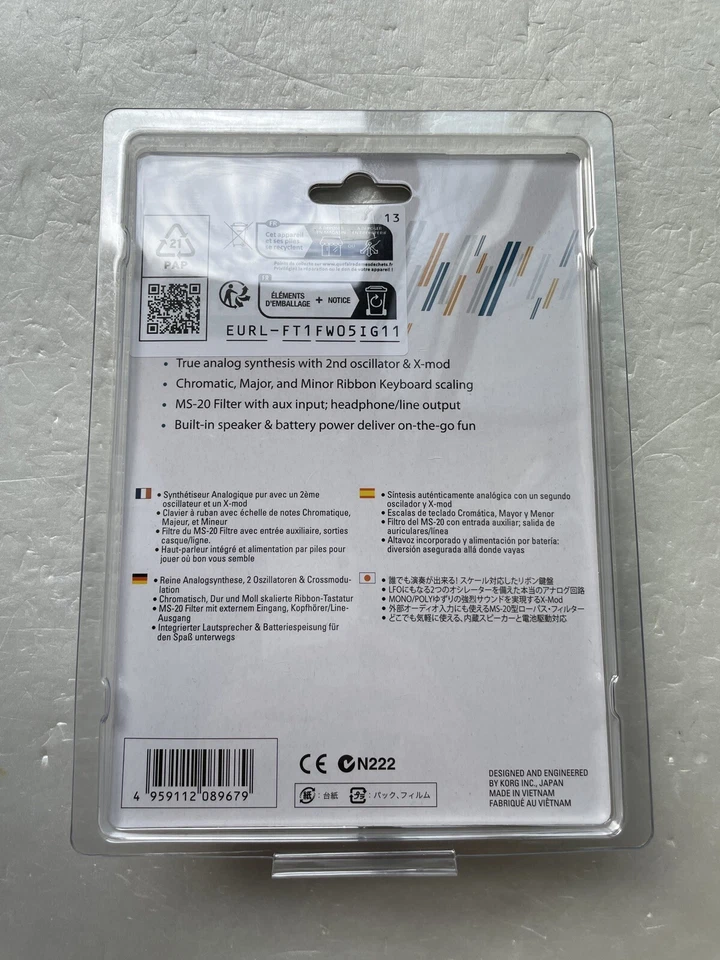 13
21
PAP
FR
Cet appareil
et ses piles
se recyclent
FR
ÉLÉMENTS
D'EMBALLAGE + NOTICE
EURL-FT1FW05IG11
• True analog synthesis with 2nd oscillator & X-mod
• Chromatic, Major, and Minor Ribbon Keyboard scaling
• MS-20 Filter with aux input; headphone/line output
• Built-in speaker & battery power deliver on-the-go fun
• Synthétiseur Analogique pur avec un 2ème
oscillateur et un X-mod
• Clavier à ruban avec échelle de notes Chromatique,
Majeur, et Mineur
• Filtre du MS-20 Filtre avec entrée auxiliaire, sorties
casque/ligne.
• Haut-parleur intégré et alimentation par piles pour
jouer où bon vous semble
• Síntesis auténticamente analógica con un segundo
oscilador y X-mod
• Escalas de teclado Cromática, Mayor y Menor
• Filtro del MS-20 con entrada auxiliar; salida de
auriculares/línea
• Altavoz incorporado y alimentación por batería:
diversión asegurada allá donde vayas
• Reine Analogsynthese, 2 Oszillatoren & Crossmodu-
lation
• Chromatisch, Dur und Moll skalierte Ribbon-Tastatur
• MS-20 Filter mit externem Eingang, Kopfhörer/Line-
Ausgang
• Integrierter Lautsprecher & Batteriespeisung für
den Spaß unterwegs
• 誰でも演奏が出来る! スケール対応したリボン鍵盤
• LFOにもなる2つのオシレーターを備えた本当のアナログ回路
• MONO/POLYゆずりの強烈サウンドを実現するX-Mod
• 外部オーディオ入力にも使えるMS-20型ローパス・フィルター
• どこでも気軽に使える、内蔵スピーカーと電池駆動対応
4 959112 089679
CE N222
紙 : 台紙 プラ : パック、フィルム
DESIGNED AND ENGINEERED
BY KORG INC., JAPAN
MADE IN VIETNAM
FABRIQUÉ AU VIÊTNAM